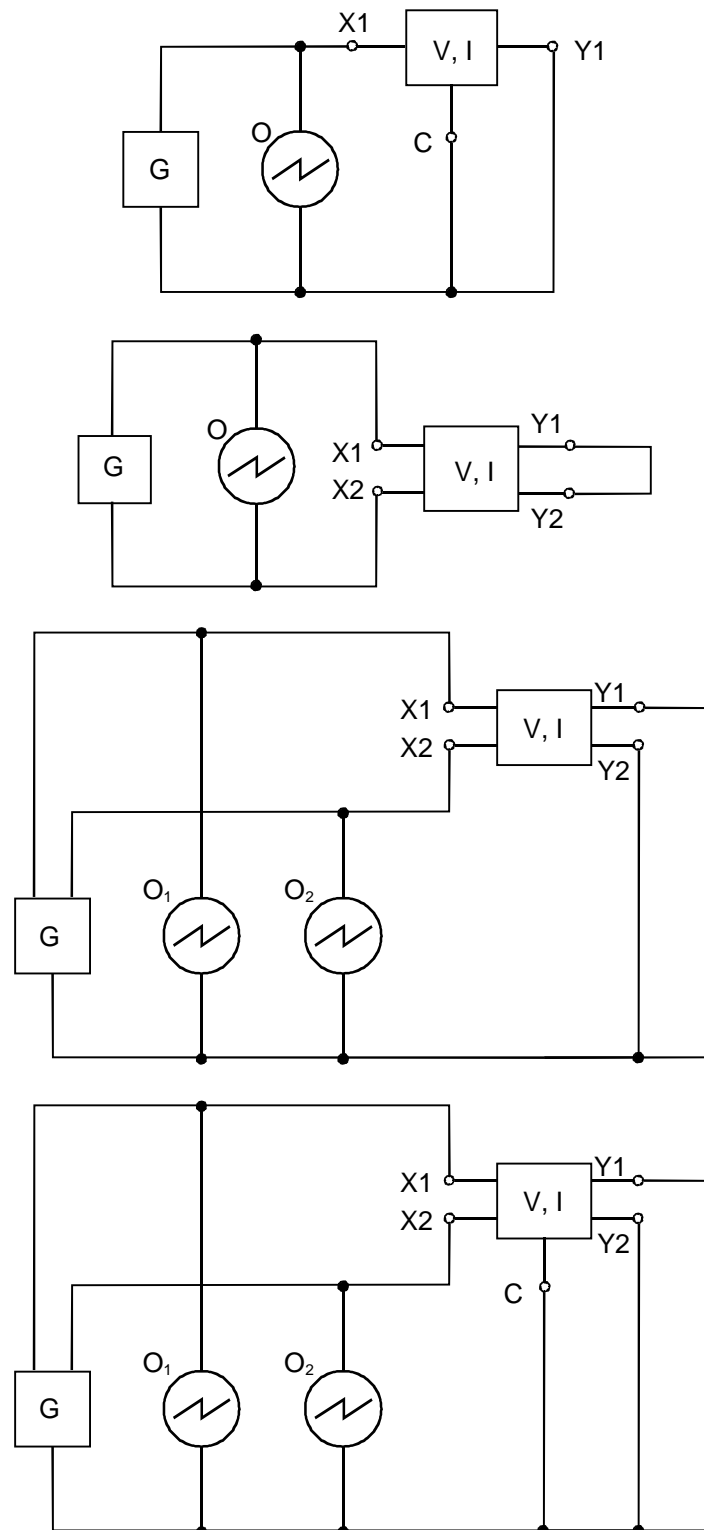 X1
V, I
Y1
O
C
G
O
Y1
X1
G
V, I
X2
Y2
X1
Y1
V, I
X2
Y2
O₁
O₂
G
X1
Y1
V, I
X2
Y2
C
O₁
O₂
G